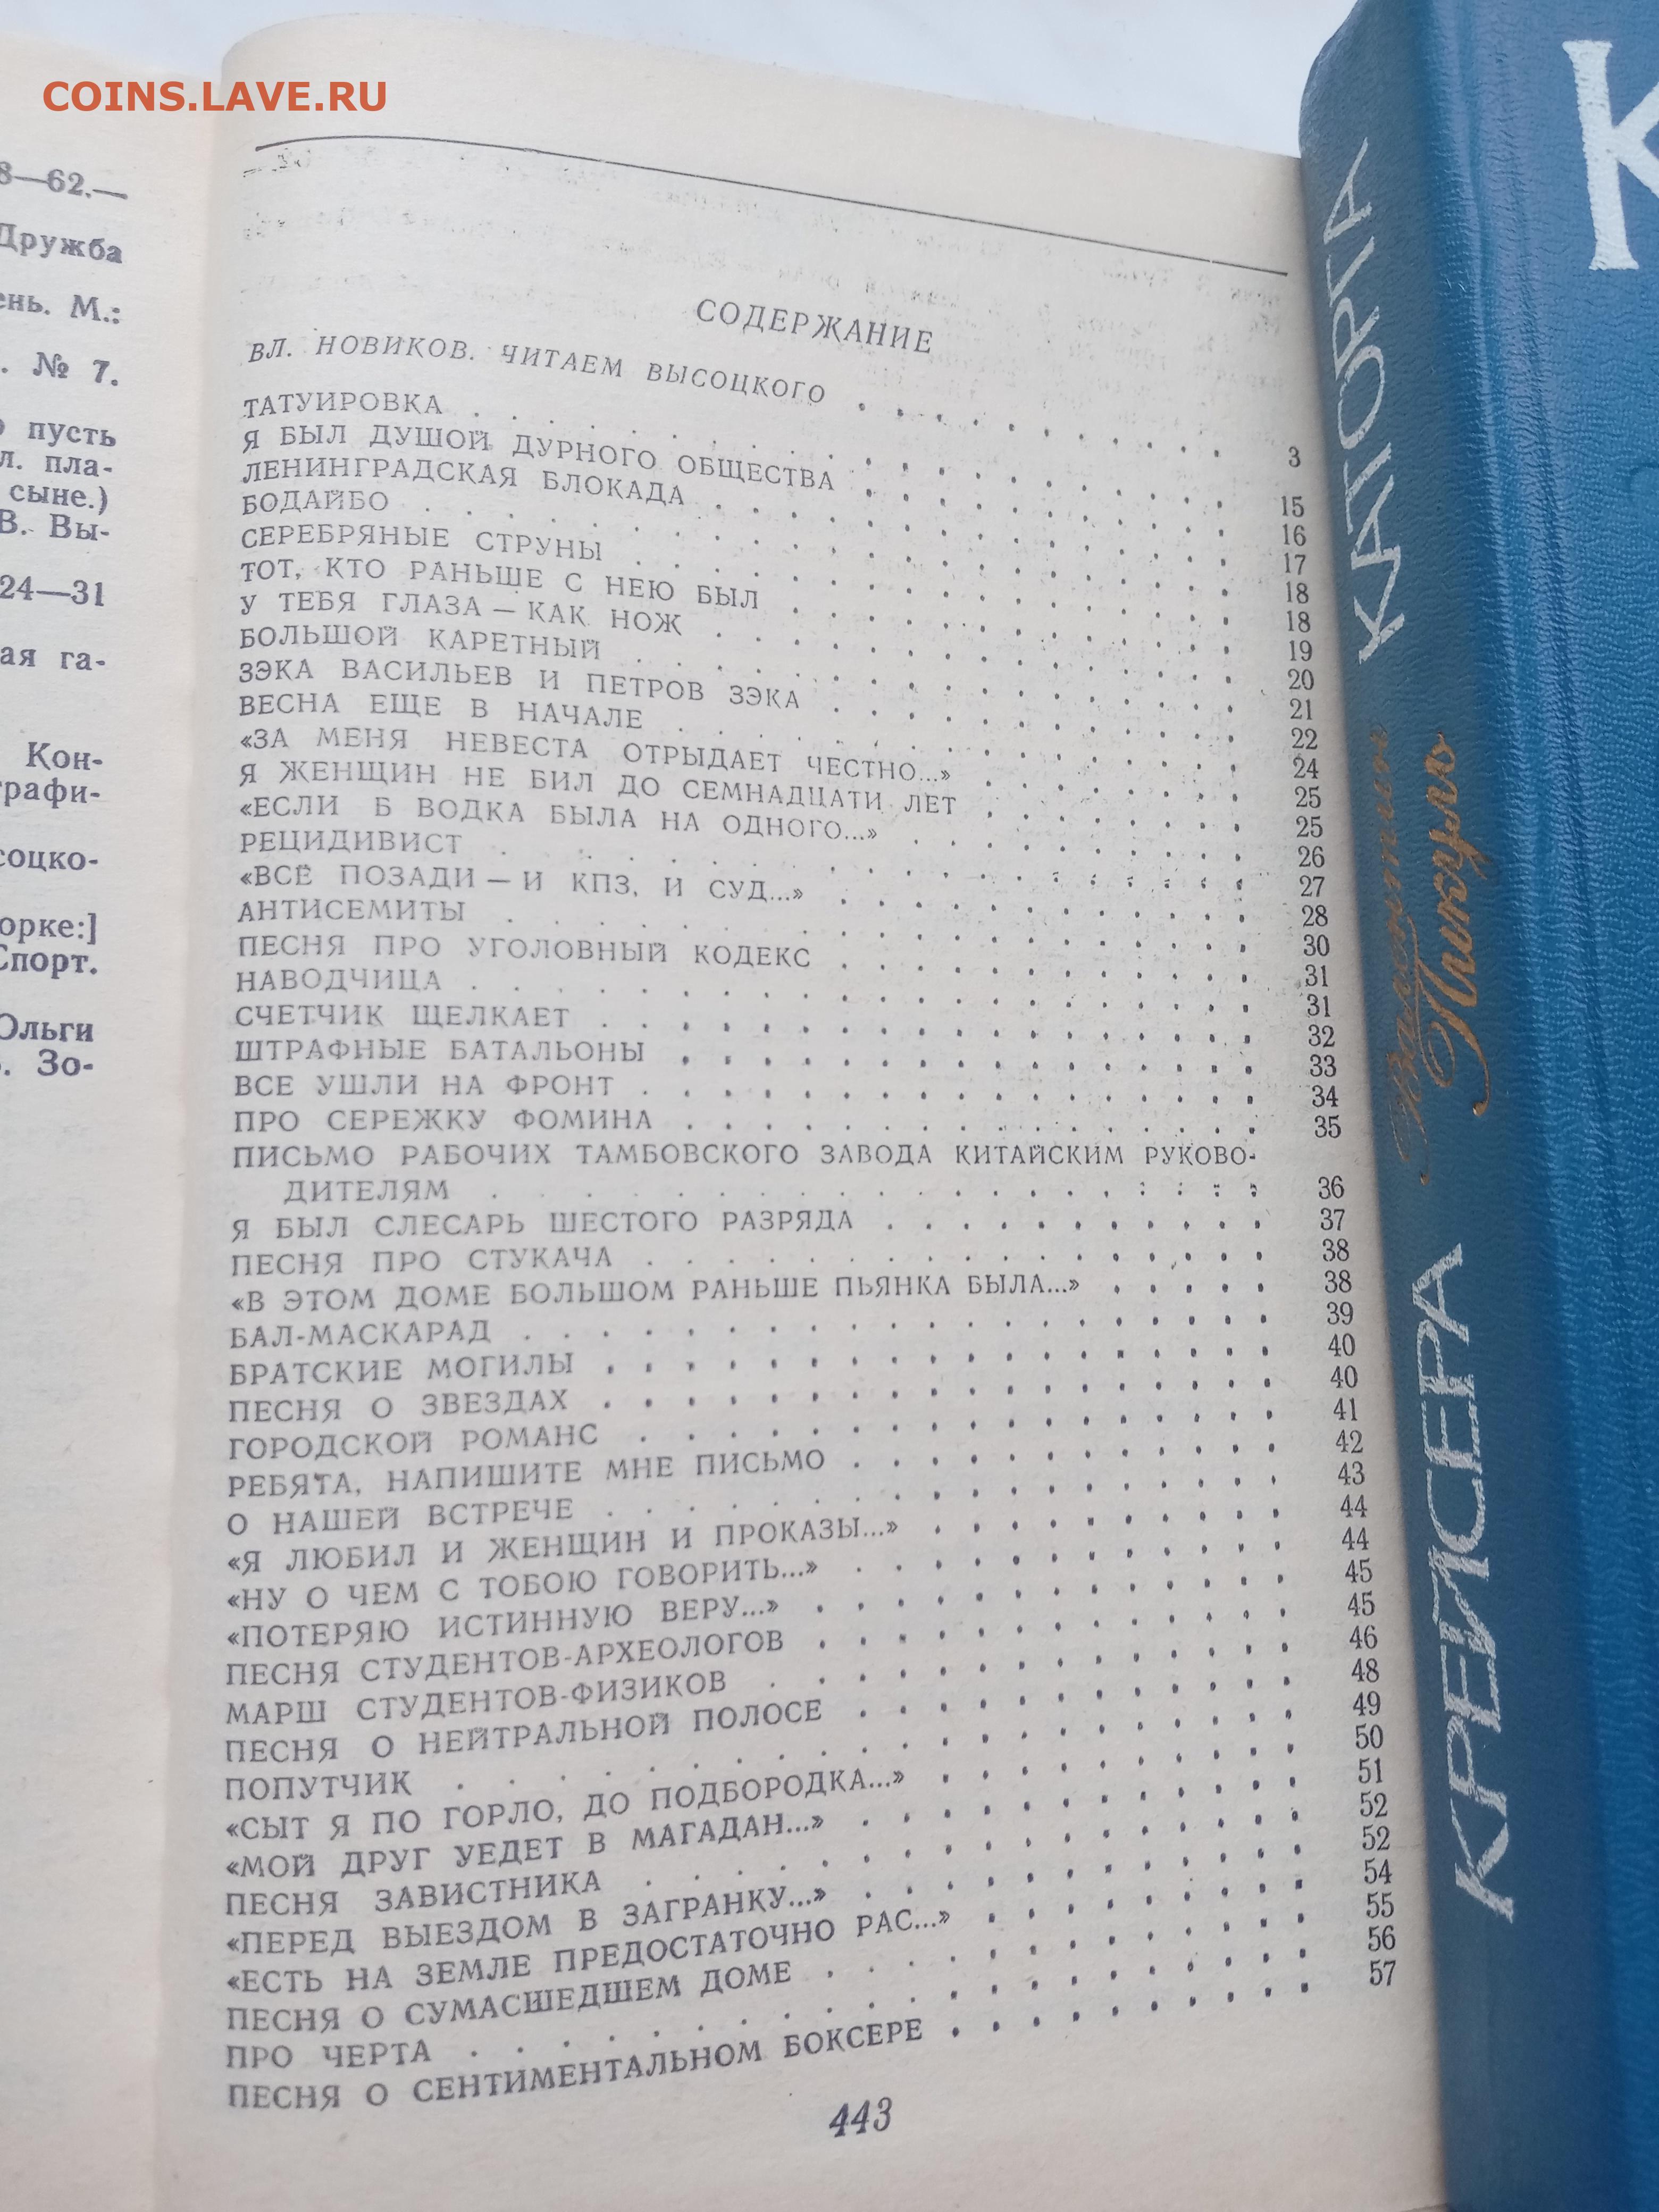 COINS.LAVE.RU
8—62.—
Дружба
ень. М.:
. № 7.
пусть
л. пла-
сыне.)
В. Вы-
24—31
ая га-
Кон-
графи-
соцко-
орке:]
Спорт.
Ольги
. Зо-
СОДЕРЖАНИЕ
ВЛ. НОВИКОВ. ЧИТАЕМ ВЫСОЦКОГО . . . . . . . . . . 3
ТАТУИРОВКА . . . . . . . . . . 15
Я БЫЛ ДУШОЙ ДУРНОГО ОБЩЕСТВА . . . . . . . . . . 16
ЛЕНИНГРАДСКАЯ БЛОКАДА . . . . . . . . . . 17
БОДАЙБО . . . . . . . . . . 18
СЕРЕБРЯНЫЕ СТРУНЫ . . . . . . . . . . 18
ТОТ, КТО РАНЬШЕ С НЕЮ БЫЛ . . . . . . . . . . 19
У ТЕБЯ ГЛАЗА — КАК НОЖ . . . . . . . . . . 20
БОЛЬШОЙ КАРЕТНЫЙ . . . . . . . . . . 21
ЗЭКА ВАСИЛЬЕВ И ПЕТРОВ ЗЭКА . . . . . . . . . . 22
ВЕСНА ЕЩЕ В НАЧАЛЕ . . . . . . . . . . 24
«ЗА МЕНЯ НЕВЕСТА ОТРЫДАЕТ ЧЕСТНО...» . . . . . . . 25
Я ЖЕНЩИН НЕ БИЛ ДО СЕМНАДЦАТИ ЛЕТ . . . . . . . 25
«ЕСЛИ Б ВОДКА БЫЛА НА ОДНОГО...» . . . . . . . . . 26
РЕЦИДИВИСТ . . . . . . . . . . 27
«ВСЁ ПОЗАДИ — И КПЗ, И СУД...» . . . . . . . . . . 28
АНТИСЕМИТЫ . . . . . . . . . . 30
ПЕСНЯ ПРО УГОЛОВНЫЙ КОДЕКС . . . . . . . . . . 31
НАВОДЧИЦА . . . . . . . . . . 31
СЧЕТЧИК ЩЕЛКАЕТ . . . . . . . . . . 32
ШТРАФНЫЕ БАТАЛЬОНЫ . . . . . . . . . . 33
ВСЕ УШЛИ НА ФРОНТ . . . . . . . . . . 34
ПРО СЕРЕЖКУ ФОМИНА . . . . . . . . . . 35
ПИСЬМО РАБОЧИХ ТАМБОВСКОГО ЗАВОДА КИТАЙСКИМ РУКОВО-
ДИТЕЛЯМ . . . . . . . . . . 36
Я БЫЛ СЛЕСАРЬ ШЕСТОГО РАЗРЯДА . . . . . . . . . . 37
ПЕСНЯ ПРО СТУКАЧА . . . . . . . . . . 38
«В ЭТОМ ДОМЕ БОЛЬШОМ РАНЬШЕ ПЬЯНКА БЫЛА...» . . . . . 38
БАЛ-МАСКАРАД . . . . . . . . . . 39
БРАТСКИЕ МОГИЛЫ . . . . . . . . . . 40
ПЕСНЯ О ЗВЕЗДАХ . . . . . . . . . . 40
ГОРОДСКОЙ РОМАНС . . . . . . . . . . 41
РЕБЯТА, НАПИШИТЕ МНЕ ПИСЬМО . . . . . . . . . . 42
О НАШЕЙ ВСТРЕЧЕ . . . . . . . . . . 43
«Я ЛЮБИЛ И ЖЕНЩИН И ПРОКАЗЫ...» . . . . . . . . . 44
«НУ О ЧЕМ С ТОБОЮ ГОВОРИТЬ...» . . . . . . . . . . 44
«ПОТЕРЯЮ ИСТИННУЮ ВЕРУ...» . . . . . . . . . . 45
ПЕСНЯ СТУДЕНТОВ-АРХЕОЛОГОВ . . . . . . . . . . 45
МАРШ СТУДЕНТОВ-ФИЗИКОВ . . . . . . . . . . 46
ПЕСНЯ О НЕЙТРАЛЬНОЙ ПОЛОСЕ . . . . . . . . . . 48
ПОПУТЧИК . . . . . . . . . . 49
«СЫТ Я ПО ГОРЛО, ДО ПОДБОРОДКА...» . . . . . . . . . 50
«МОЙ ДРУГ УЕДЕТ В МАГАДАН...» . . . . . . . . . . 51
ПЕСНЯ ЗАВИСТНИКА . . . . . . . . . . 52
«ПЕРЕД ВЫЕЗДОМ В ЗАГРАНКУ...» . . . . . . . . . . 52
«ЕСТЬ НА ЗЕМЛЕ ПРЕДОСТАТОЧНО РАС...» . . . . . . . . 54
ПЕСНЯ О СУМАСШЕДШЕМ ДОМЕ . . . . . . . . . . 55
ПРО ЧЕРТА . . . . . . . . . . 56
ПЕСНЯ О СЕНТИМЕНТАЛЬНОМ БОКСЕРЕ . . . . . . . . . . 57
443
КАТОРГА
Валентин
Пикуль
КРЕЙСЕРА
К